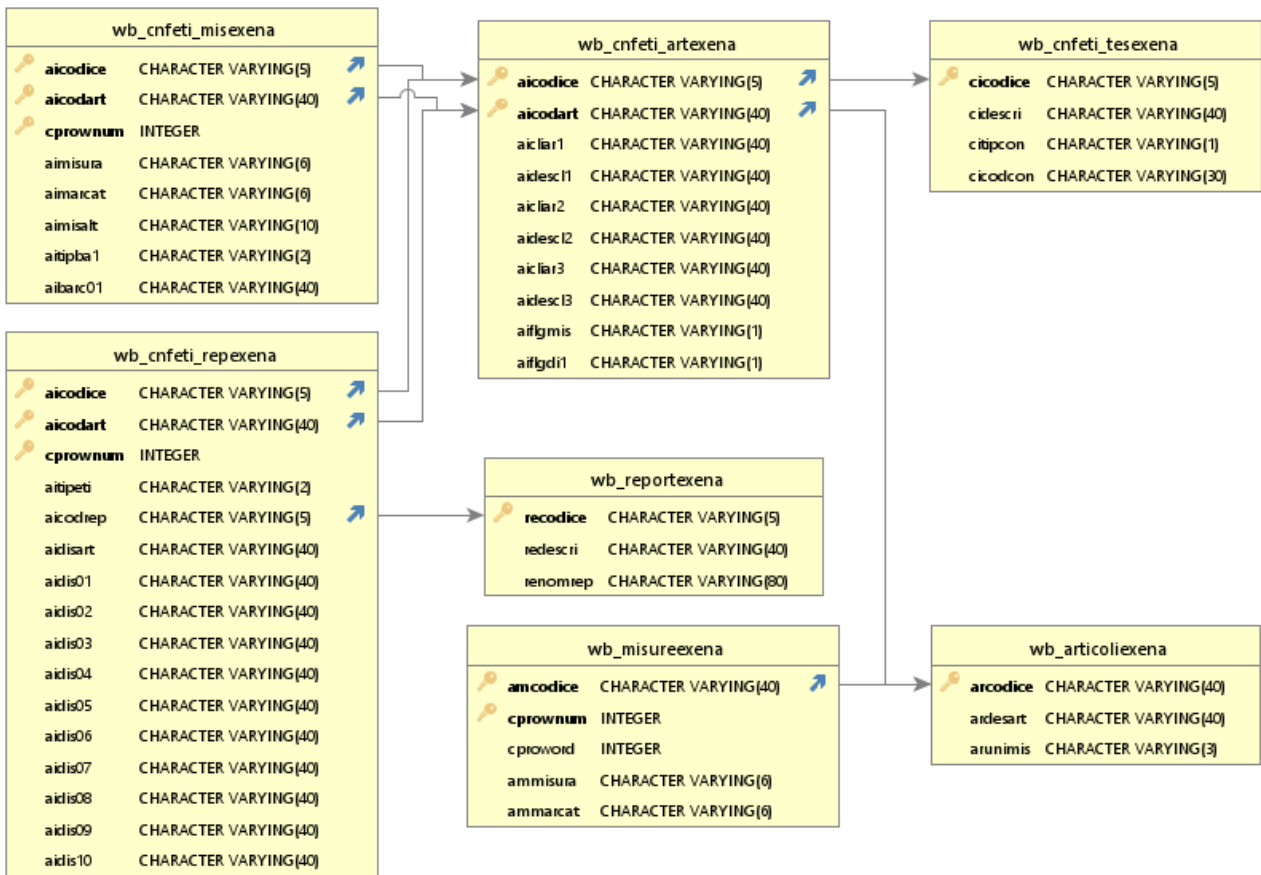 wb_cnfeti_misexena
aicodice CHARACTER VARYING(5)
aicodart CHARACTER VARYING(40)
cprownum INTEGER
aimisura CHARACTER VARYING(6)
aimarcat CHARACTER VARYING(6)
aimisalt CHARACTER VARYING(10)
aitipba1 CHARACTER VARYING(2)
aibarc01 CHARACTER VARYING(40)
wb_cnfeti_repexena
aicodice CHARACTER VARYING(5)
aicodart CHARACTER VARYING(40)
cprownum INTEGER
aitipeti CHARACTER VARYING(2)
aicodrep CHARACTER VARYING(5)
aidisart CHARACTER VARYING(40)
aidis01 CHARACTER VARYING(40)
aidis02 CHARACTER VARYING(40)
aidis03 CHARACTER VARYING(40)
aidis04 CHARACTER VARYING(40)
aidis05 CHARACTER VARYING(40)
aidis06 CHARACTER VARYING(40)
aidis07 CHARACTER VARYING(40)
aidis08 CHARACTER VARYING(40)
aidis09 CHARACTER VARYING(40)
aidis10 CHARACTER VARYING(40)
wb_cnfeti_artexena
aicodice CHARACTER VARYING(5)
aicodart CHARACTER VARYING(40)
aicliar1 CHARACTER VARYING(40)
aidescl1 CHARACTER VARYING(40)
aicliar2 CHARACTER VARYING(40)
aidescl2 CHARACTER VARYING(40)
aicliar3 CHARACTER VARYING(40)
aidescl3 CHARACTER VARYING(40)
aiflgmis CHARACTER VARYING(1)
aiflgdi1 CHARACTER VARYING(1)
wb_reportexena
recodice CHARACTER VARYING(5)
redescri CHARACTER VARYING(40)
renomrep CHARACTER VARYING(80)
wb_misureexena
amcodice CHARACTER VARYING(40)
cprownum INTEGER
cproword INTEGER
ammisura CHARACTER VARYING(6)
ammarcat CHARACTER VARYING(6)
wb_cnfeti_tesexena
cicodice CHARACTER VARYING(5)
cidescri CHARACTER VARYING(40)
citipcon CHARACTER VARYING(1)
cicodcon CHARACTER VARYING(30)
wb_articoliexena
arcodice CHARACTER VARYING(40)
ardesart CHARACTER VARYING(40)
arunimis CHARACTER VARYING(3)